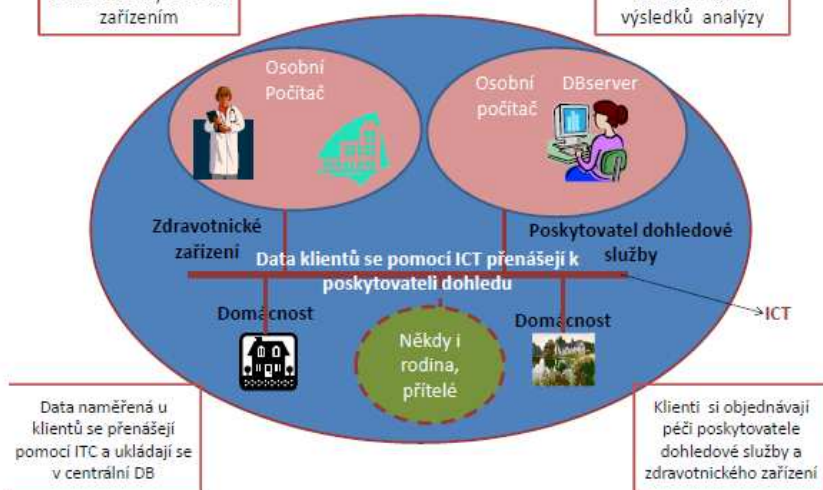 zařízením
výsledků analýzy
Osobní
Počítač
Osobní
počítač
DBserver
Zdravotnické
zařízení
Poskytovatel dohledové
služby
Data klientů se pomocí ICT přenášejí k
poskytovateli dohledu
Domácnost
Někdy i
rodina,
přítelé
Domácnost
ICT
Data naměřená u
klientů se přenášejí
pomocí ITC a ukládají se
v centrální DB
Klienti si objednávají
péči poskytovatele
dohledové služby a
zdravotnického zařízení